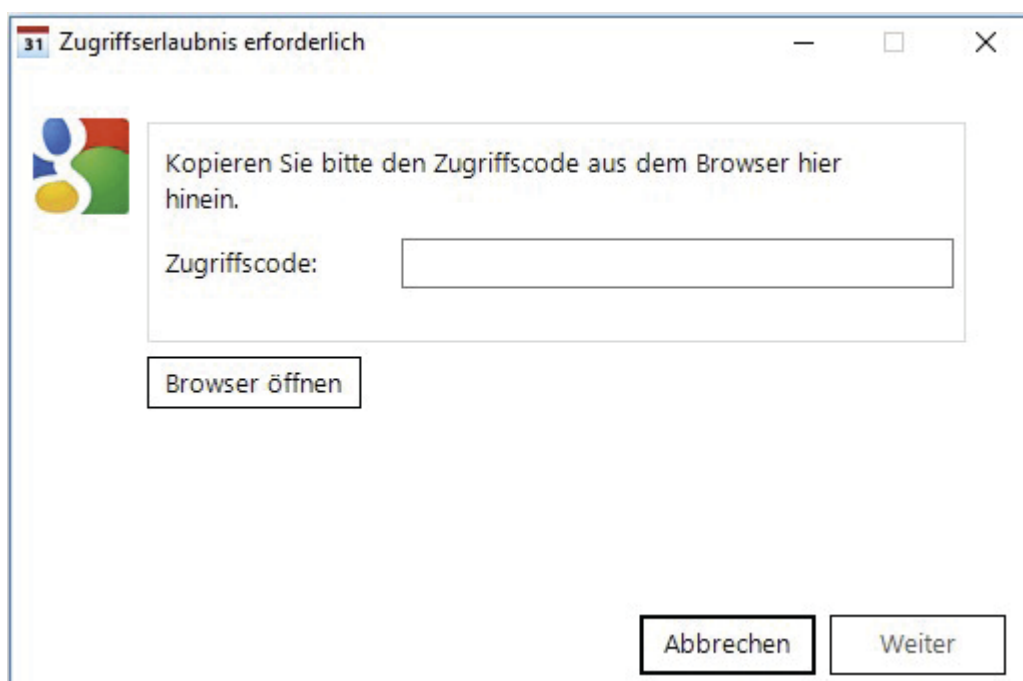 31 Zugriffserlaubnis erforderlich
Kopieren Sie bitte den Zugriffscode aus dem Browser hier
hinein.
Zugriffscode:
Browser öffnen
Abbrechen Weiter